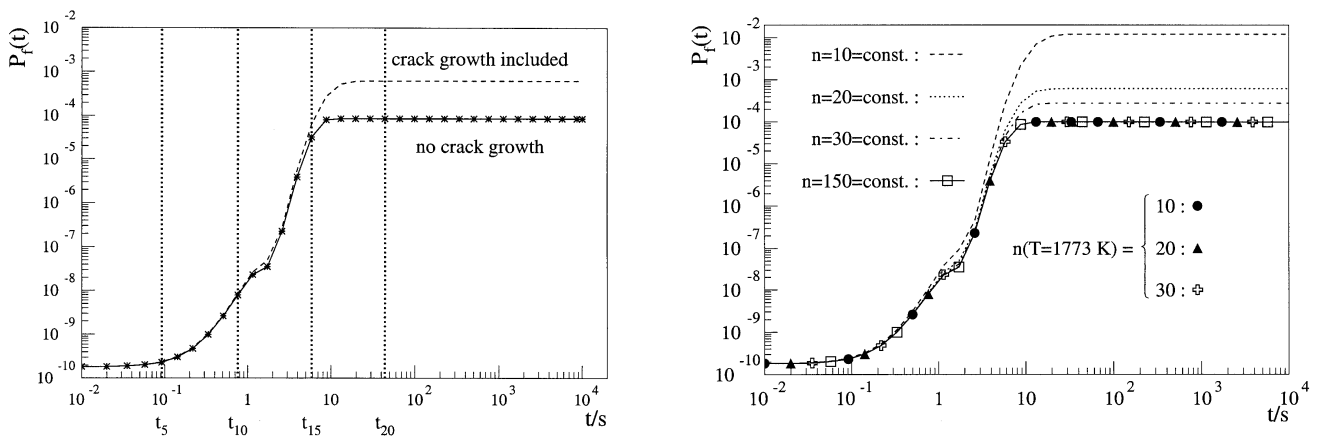 P_f(t)
10^-2
10^-3
10^-4
10^-5
10^-6
10^-7
10^-8
10^-9
10^-10
crack growth included
no crack growth
10^-2 10^-1 1 10 10^2 10^3 10^4
t_5 t_10 t_15 t_20 t/s
P_f(t)
10^-2
10^-3
10^-4
10^-5
10^-6
10^-7
10^-8
10^-9
10^-10
n=10=const. :
n=20=const. :
n=30=const. :
n=150=const. :
n(T=1773 K) =
10 :
20 :
30 :
10^-2 10^-1 1 10 10^2 10^3 10^4
t/s